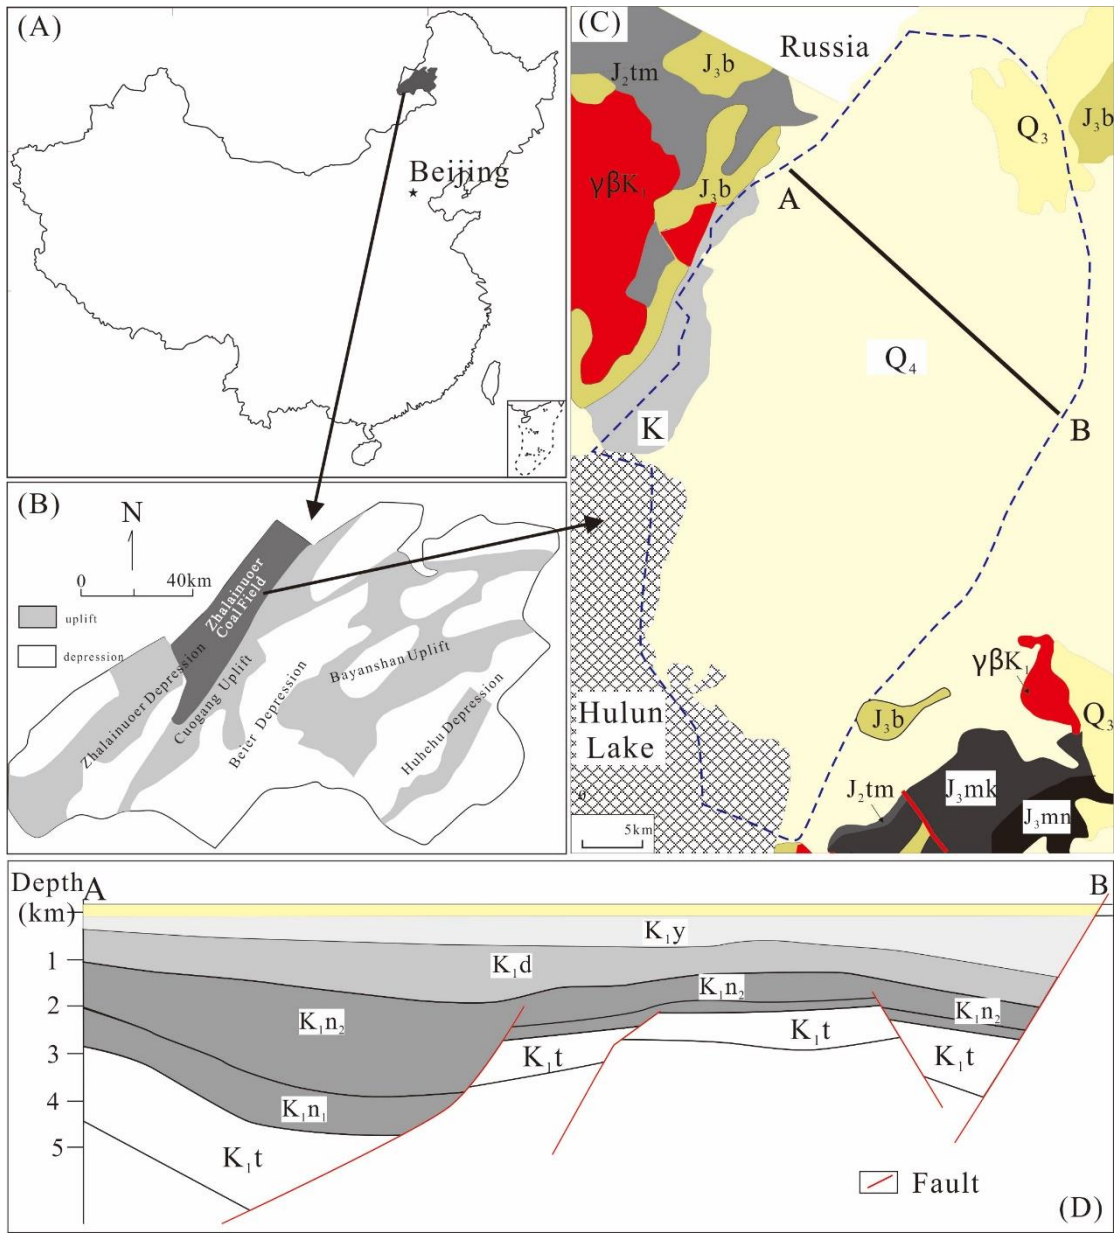 (A)
Beijing
(B)
N
0
40km
uplift
depression
Zhalainuoer
Coal Field
Zhalainuoer Depression
Cuogang Uplift
Beier Depression
Bayanshan Uplift
Huhehu Depression
(C)
Russia
J₃b
J₂tm
Q₃
J₃b
γβK₁
J₃b
A
Q₄
B
K
γβK₁
Hulun
Lake
J₃b
Q₃
J₂tm
J₃mk
J₃mn
0
5km
Depth
(km)
A
B
K₁y
1
K₁d
2
K₁n₂
K₁n₂
K₁n₂
3
K₁t
K₁t
K₁t
4
K₁n₁
5
K₁t
Fault
(D)